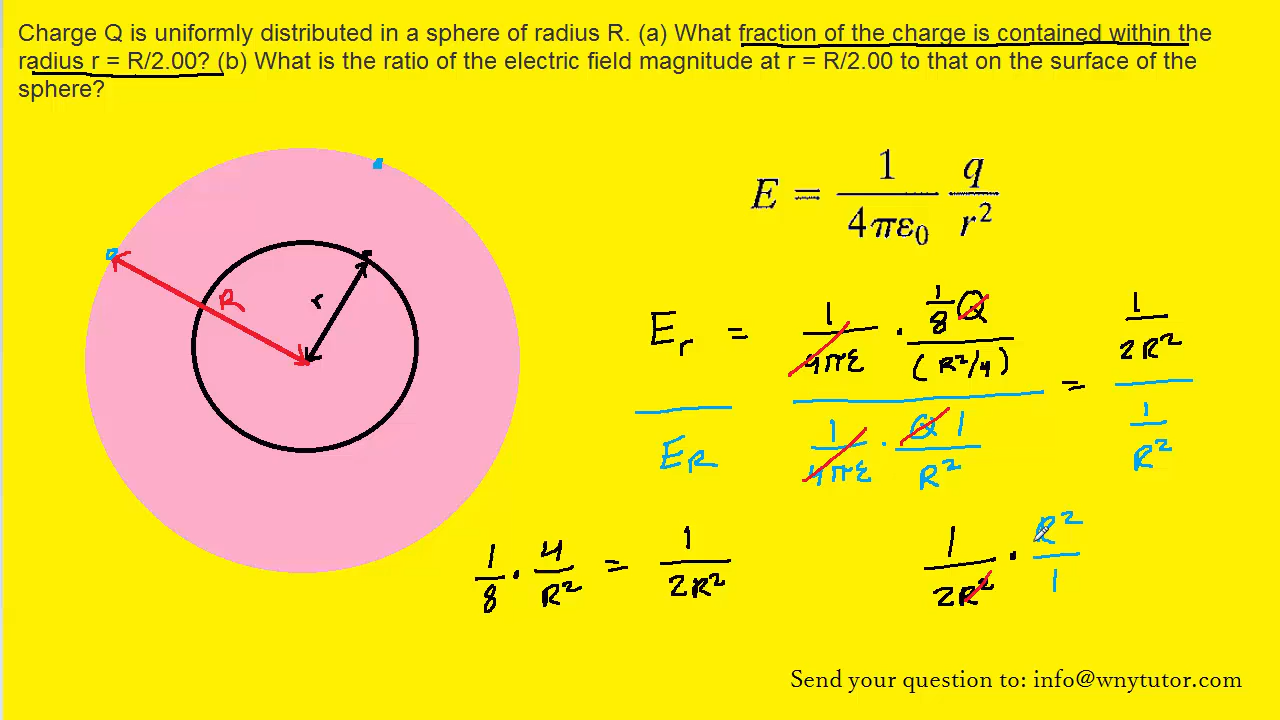 Charge Q is uniformly distributed in a sphere of radius R. (a) What fraction of the charge is contained within the
radius r = R/2.00? (b) What is the ratio of the electric field magnitude at r = R/2.00 to that on the surface of the
sphere?
E = 1/4πε₀ q/r²
R
r
E_r / E_R = (1/4πε · 1/8 Q/(R²/4)) / (1/4πε · Q 1/R²) = (1/2R²) / (1/R²)
1/8 · 4/R² = 1/2R²
1/2R² · R²/1
Send your question to: info@wnytutor.com